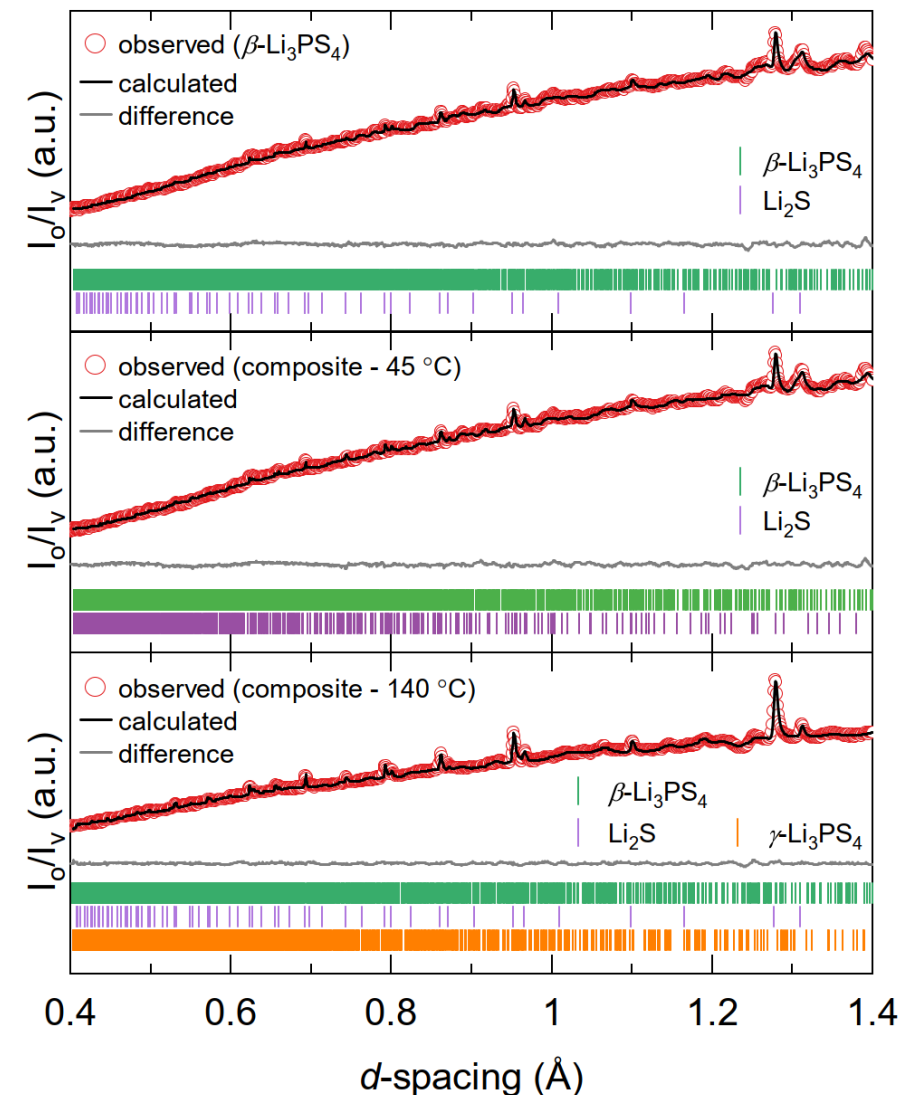 observed (β-Li₃PS₄)
calculated
difference
β-Li₃PS₄
Li₂S
Iₒ/Iᵥ (a.u.)
observed (composite - 45 °C)
calculated
difference
β-Li₃PS₄
Li₂S
Iₒ/Iᵥ (a.u.)
observed (composite - 140 °C)
calculated
difference
β-Li₃PS₄
Li₂S γ-Li₃PS₄
Iₒ/Iᵥ (a.u.)
0.4 0.6 0.8 1 1.2 1.4
d-spacing (Å)